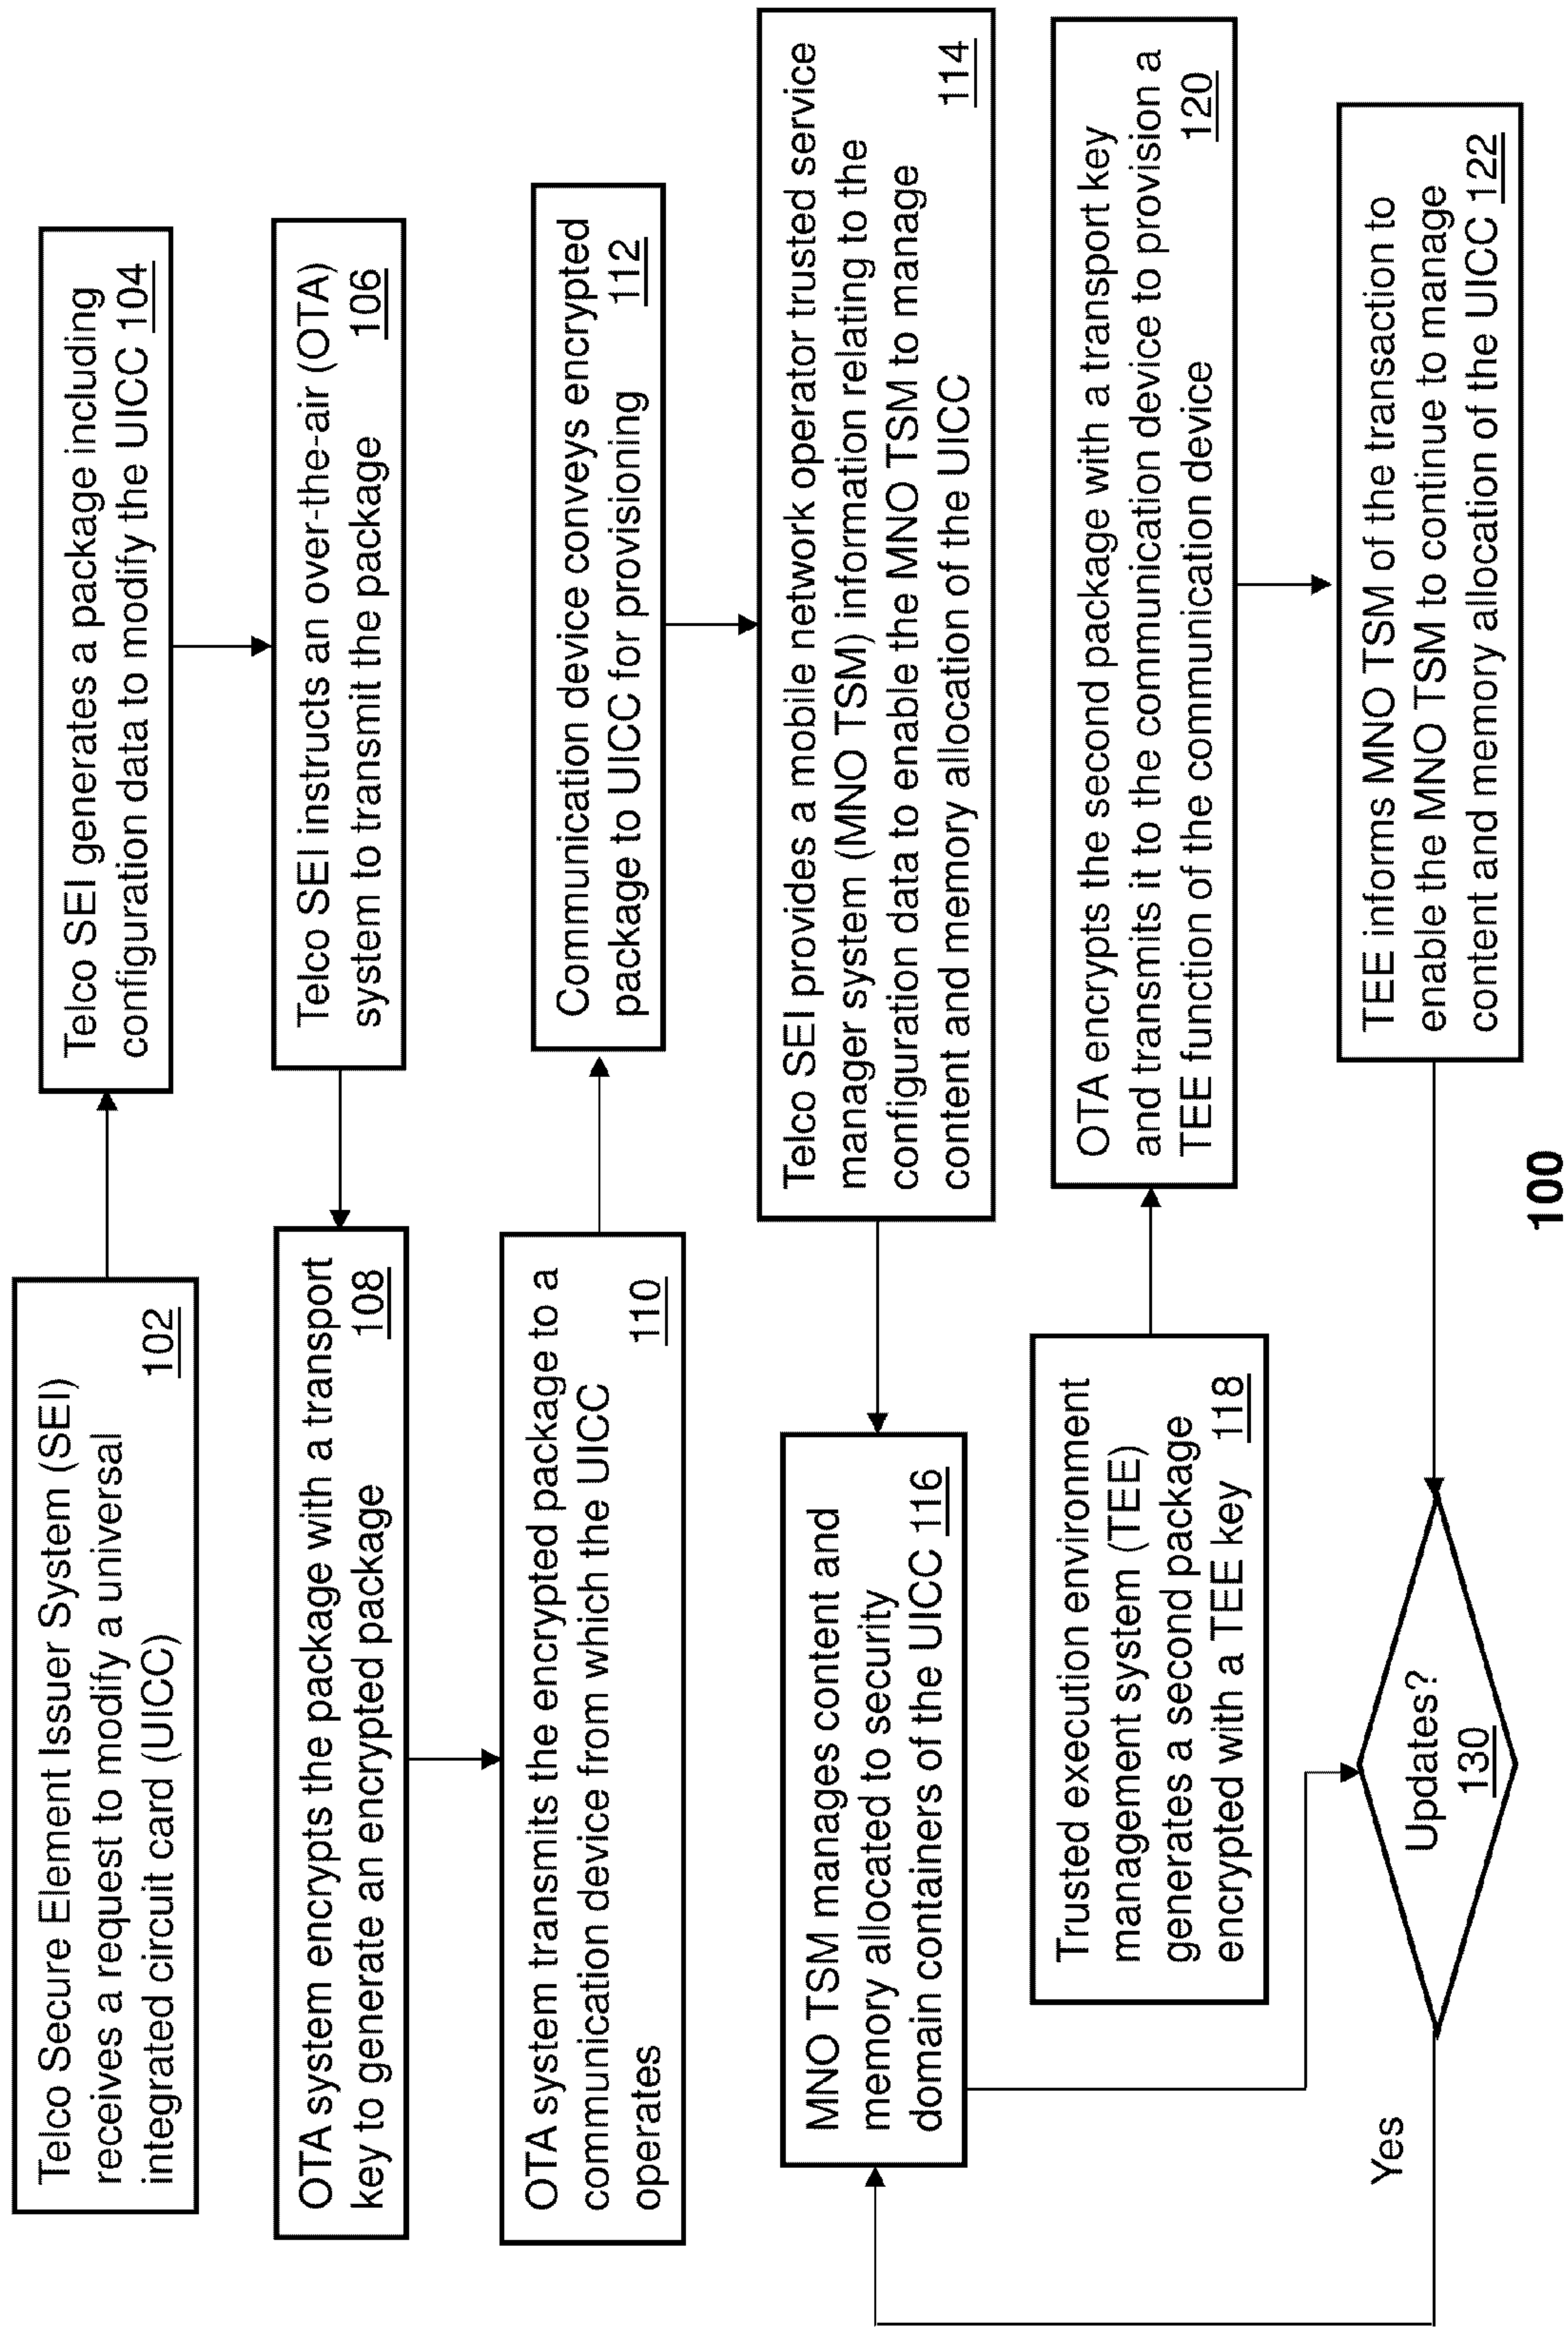 Telco Secure Element Issuer System (SEI)
receives a request to modify a universal
integrated circuit card (UICC)
102
Telco SEI generates a package including
configuration data to modify the UICC 104
Telco SEI instructs an over-the-air (OTA)
system to transmit the package
106
OTA system encrypts the package with a transport
key to generate an encrypted package
108
OTA system transmits the encrypted package to a
communication device from which the UICC
operates
110
Communication device conveys encrypted
package to UICC for provisioning
112
Telco SEI provides a mobile network operator trusted service
manager system (MNO TSM) information relating to the
configuration data to enable the MNO TSM to manage
content and memory allocation of the UICC
114
MNO TSM manages content and
memory allocated to security
domain containers of the UICC 116
Trusted execution environment
management system (TEE)
generates a second package
encrypted with a TEE key 118
OTA encrypts the second package with a transport key
and transmits it to the communication device to provision a
TEE function of the communication device
120
TEE informs MNO TSM of the transaction to
enable the MNO TSM to continue to manage
content and memory allocation of the UICC 122
Updates?
130
Yes
100